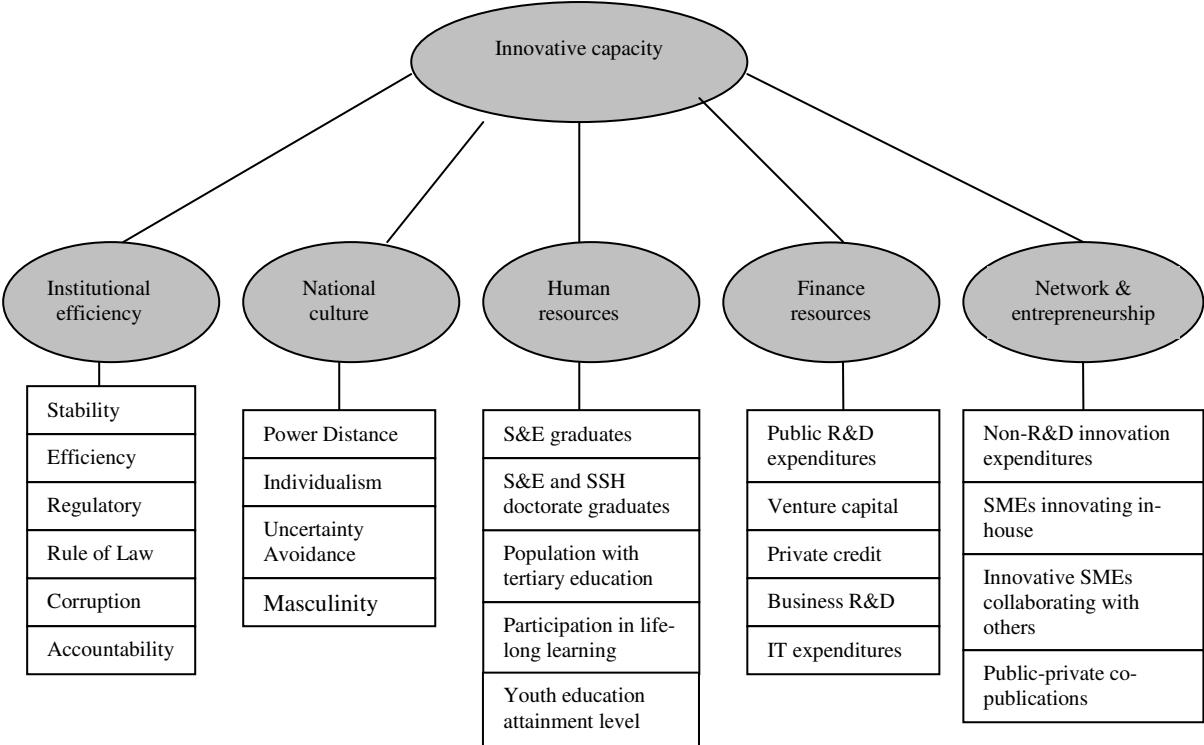 Innovative capacity
Institutional
efficiency
National
culture
Human
resources
Finance
resources
Network &
entrepreneurship
Stability
Efficiency
Regulatory
Rule of Law
Corruption
Accountability
Power Distance
Individualism
Uncertainty
Avoidance
Masculinity
S&E graduates
S&E and SSH
doctorate graduates
Population with
tertiary education
Participation in life-
long learning
Youth education
attainment level
Public R&D
expenditures
Venture capital
Private credit
Business R&D
IT expenditures
Non-R&D innovation
expenditures
SMEs innovating in-
house
Innovative SMEs
collaborating with
others
Public-private co-
publications